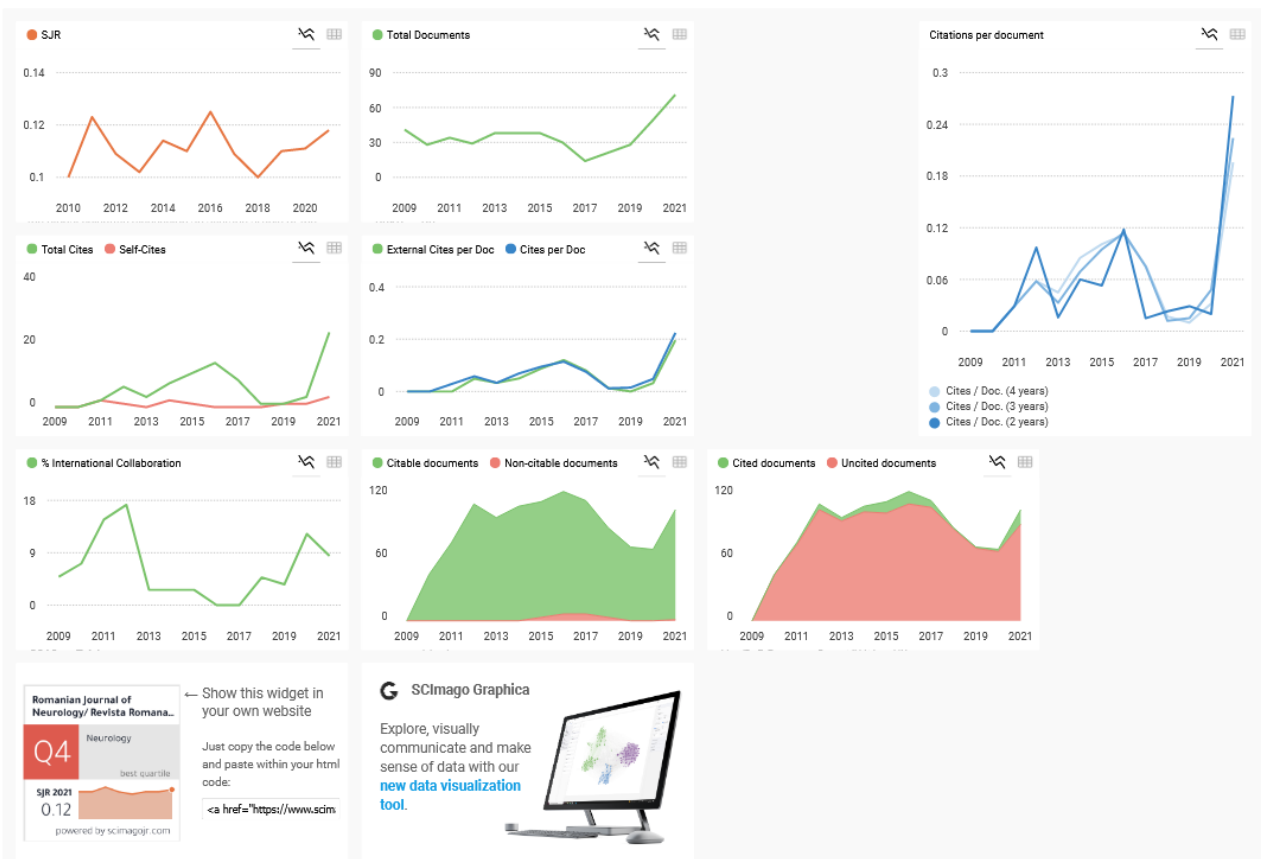 SJR
0.14
0.12
0.1
2010 2012 2014 2016 2018 2020
Total Documents
90
60
30
0
2009 2011 2013 2015 2017 2019 2021
Citations per document
0.3
0.24
0.18
0.12
0.06
0
2009 2011 2013 2015 2017 2019 2021
Cites / Doc. (4 years)
Cites / Doc. (3 years)
Cites / Doc. (2 years)
Total Cites Self-Cites
40
20
0
2009 2011 2013 2015 2017 2019 2021
External Cites per Doc Cites per Doc
0.4
0.2
0
2009 2011 2013 2015 2017 2019 2021
% International Collaboration
18
9
0
2009 2011 2013 2015 2017 2019 2021
Citable documents Non-citable documents
120
60
0
2009 2011 2013 2015 2017 2019 2021
Cited documents Uncited documents
120
60
0
2009 2011 2013 2015 2017 2019 2021
Romanian Journal of
Neurology/ Revista Romana...
Q4
Neurology
best quartile
SJR 2021
0.12
powered by scimagojr.com
← Show this widget in
your own website
Just copy the code below
and paste within your html
code:
<a href="https://www.scim
SCImago Graphica
Explore, visually
communicate and make
sense of data with our
new data visualization
tool.